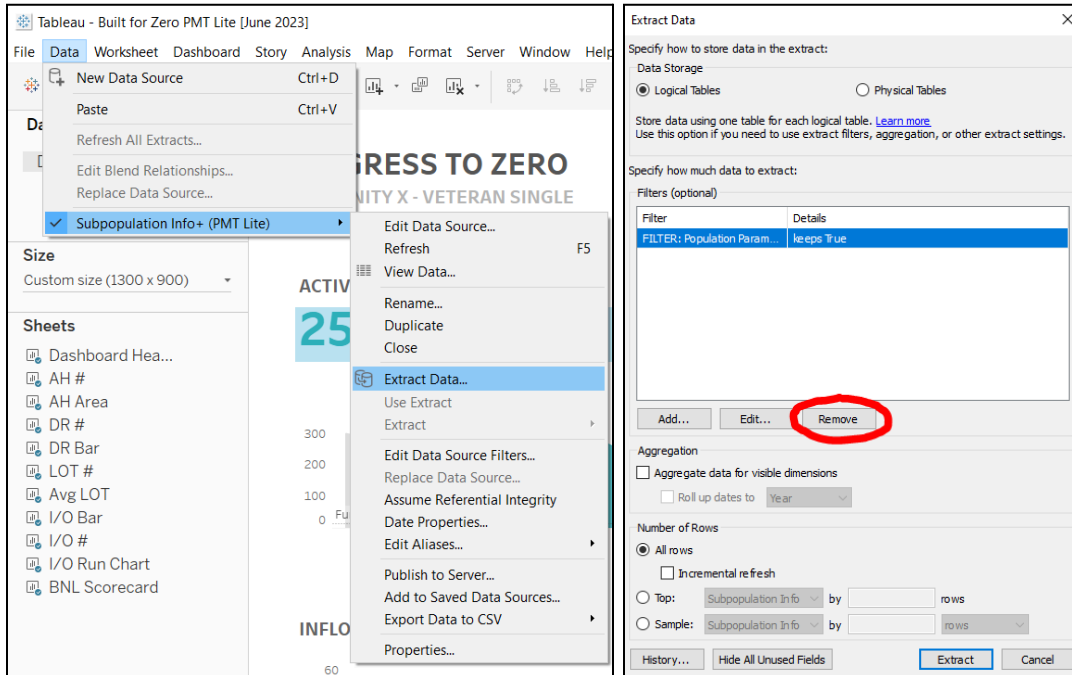 Tableau - Built for Zero PMT Lite [June 2023]
File Data Worksheet Dashboard Story Analysis Map Format Server Window Help
New Data Source Ctrl+D
Paste Ctrl+V
Refresh All Extracts...
Edit Blend Relationships...
Replace Data Source...
Subpopulation Info+ (PMT Lite)
GRESS TO ZERO
NITY X - VETERAN SINGLE
Size
Custom size (1300 x 900)
Sheets
Dashboard Hea...
AH #
AH Area
DR #
DR Bar
LOT #
Avg LOT
I/O Bar
I/O #
I/O Run Chart
BNL Scorecard
ACTIV
25
300
200
100
0 Fu
INFLO
60
Edit Data Source...
Refresh F5
View Data...
Rename...
Duplicate
Close
Extract Data...
Use Extract
Extract
Edit Data Source Filters...
Replace Data Source...
Assume Referential Integrity
Date Properties...
Edit Aliases...
Publish to Server...
Add to Saved Data Sources...
Export Data to CSV
Properties...
Extract Data
Specify how to store data in the extract:
Data Storage
Logical Tables Physical Tables
Store data using one table for each logical table. Learn more
Use this option if you need to use extract filters, aggregation, or other extract settings.
Specify how much data to extract:
Filters (optional)
Filter Details
FILTER: Population Param... keeps True
Add... Edit... Remove
Aggregation
Aggregate data for visible dimensions
Roll up dates to Year
Number of Rows
All rows
Incremental refresh
Top: Subpopulation Info by rows
Sample: Subpopulation Info by rows
History... Hide All Unused Fields Extract Cancel